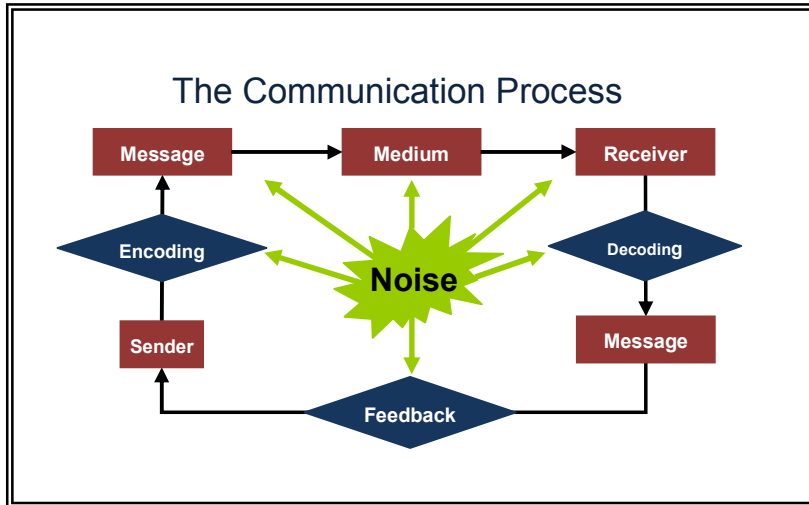 The Communication Process
Message
Medium
Receiver
Encoding
Noise
Decoding
Sender
Message
Feedback